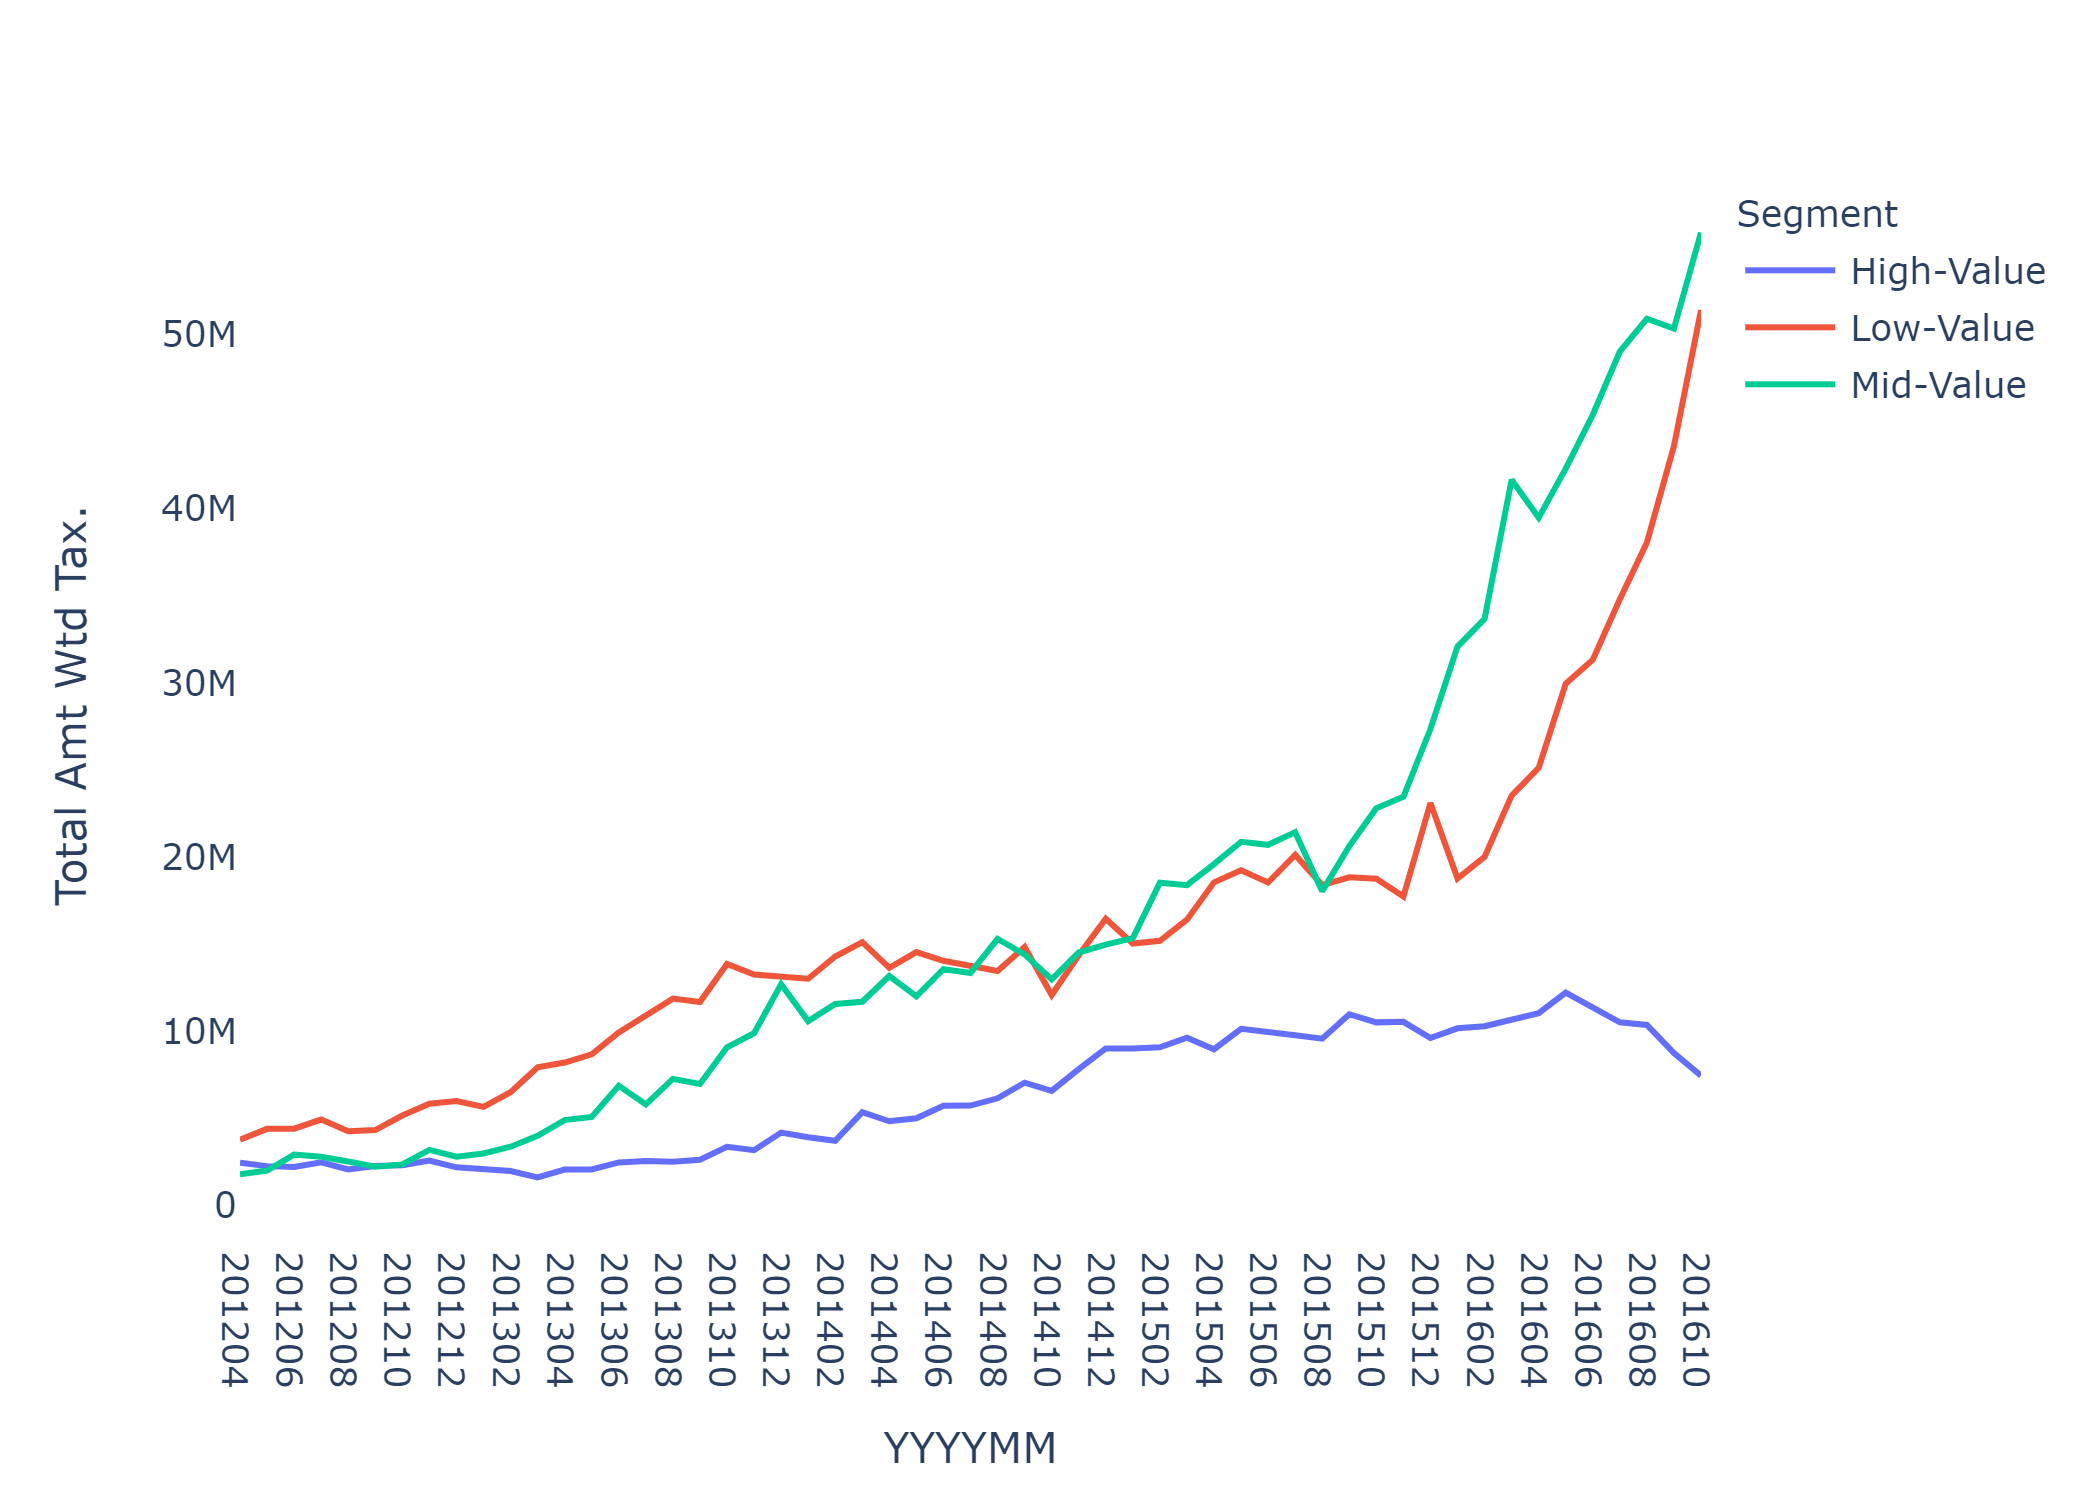 Segment
High-Value
Low-Value
Mid-Value
Total Amt Wtd Tax.
50M
40M
30M
20M
10M
0
201204
201206
201208
201210
201212
201302
201304
201306
201308
201310
201312
201402
201404
201406
201408
201410
201412
201502
201504
201506
201508
201510
201512
201602
201604
201606
201608
201610
YYYYMM